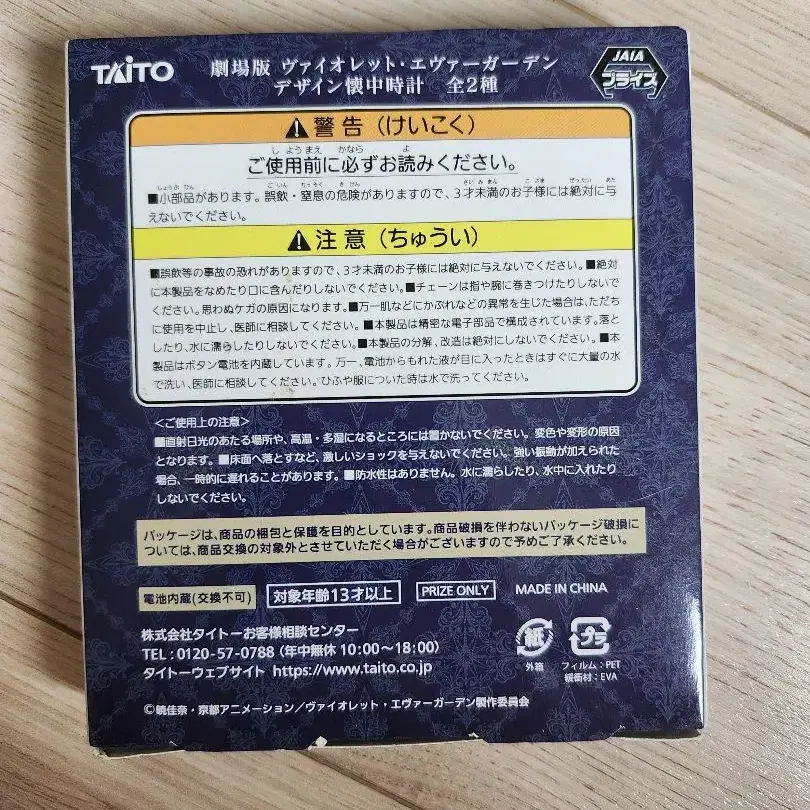 TAITO
劇場版 ヴァイオレット・エヴァーガーデン
デザイン懐中時計 全2種
JAIA
プライズ
⚠警告（けいこく）
ご使用前に必ずお読みください。
■小部品があります。誤飲・窒息の危険がありますので、3才未満のお子様には絶対に与
えないでください。
⚠注意（ちゅうい）
■誤飲等の事故の恐れがありますので、3才未満のお子様には絶対に与えないでください。■絶対
に本製品をなめたり口に含んだりしないでください。■チェーンは指や腕に巻きつけたりしないで
ください。思わぬケガの原因になります。■万一肌などにかぶれなどの異常を生じた場合は、ただち
に使用を中止し、医師に相談してください。■本製品は精密な電子部品で構成されています。落と
したり、水に濡らしたりしないでください。■本製品の分解、改造は絶対にしないでください。■本
製品はボタン電池を内蔵しています。万一、電池からもれた液が目に入ったときはすぐに大量の水
で洗い、医師に相談してください。ひふや服についた時は水で洗ってください。
＜ご使用上の注意＞
■直射日光のあたる場所や、高温・多湿になるところには置かないでください。変色や変形の原因
となります。■床面へ落とすなど、激しいショックを与えないでください。強い振動が加えられた
場合、一時的に遅れることがあります。■防水性はありません。水に濡らしたり、水中に入れたり
しないでください。
パッケージは、商品の梱包と保護を目的としています。商品破損を伴わないパッケージ破損に
ついては、商品交換の対象外とさせていただく場合がございますので予めご了承ください。
電池内蔵(交換不可) 対象年齢13才以上 PRIZE ONLY MADE IN CHINA
株式会社タイトーお客様相談センター
TEL：0120-57-0788（年中無休 10:00～18:00）
タイトーウェブサイト https://www.taito.co.jp
紙
外箱
プラ
フィルム：PET
緩衝材：EVA
©暁佳奈・京都アニメーション／ヴァイオレット・エヴァーガーデン製作委員会